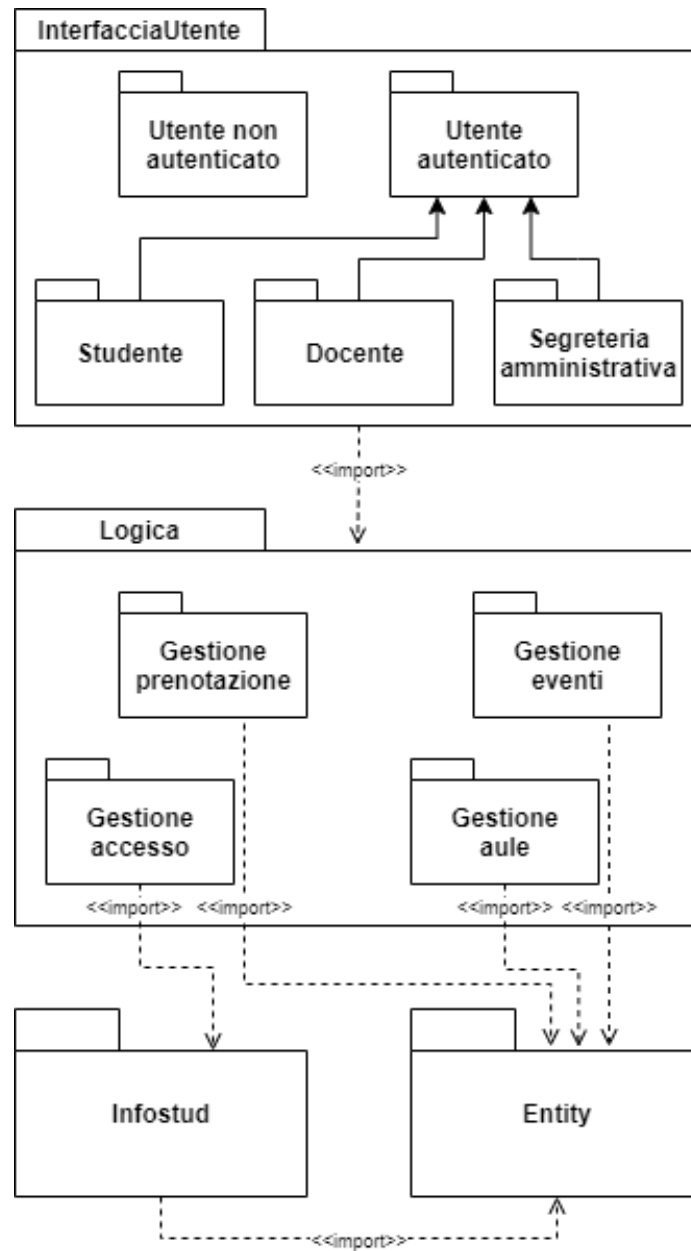 InterfacciaUtente
Utente non
autenticato
Utente
autenticato
Studente
Docente
Segreteria
amministrativa
<<import>>
Logica
Gestione
prenotazione
Gestione
eventi
Gestione
accesso
Gestione
aule
<<import>>
<<import>>
<<import>>
<<import>>
Infostud
Entity
<<import>>